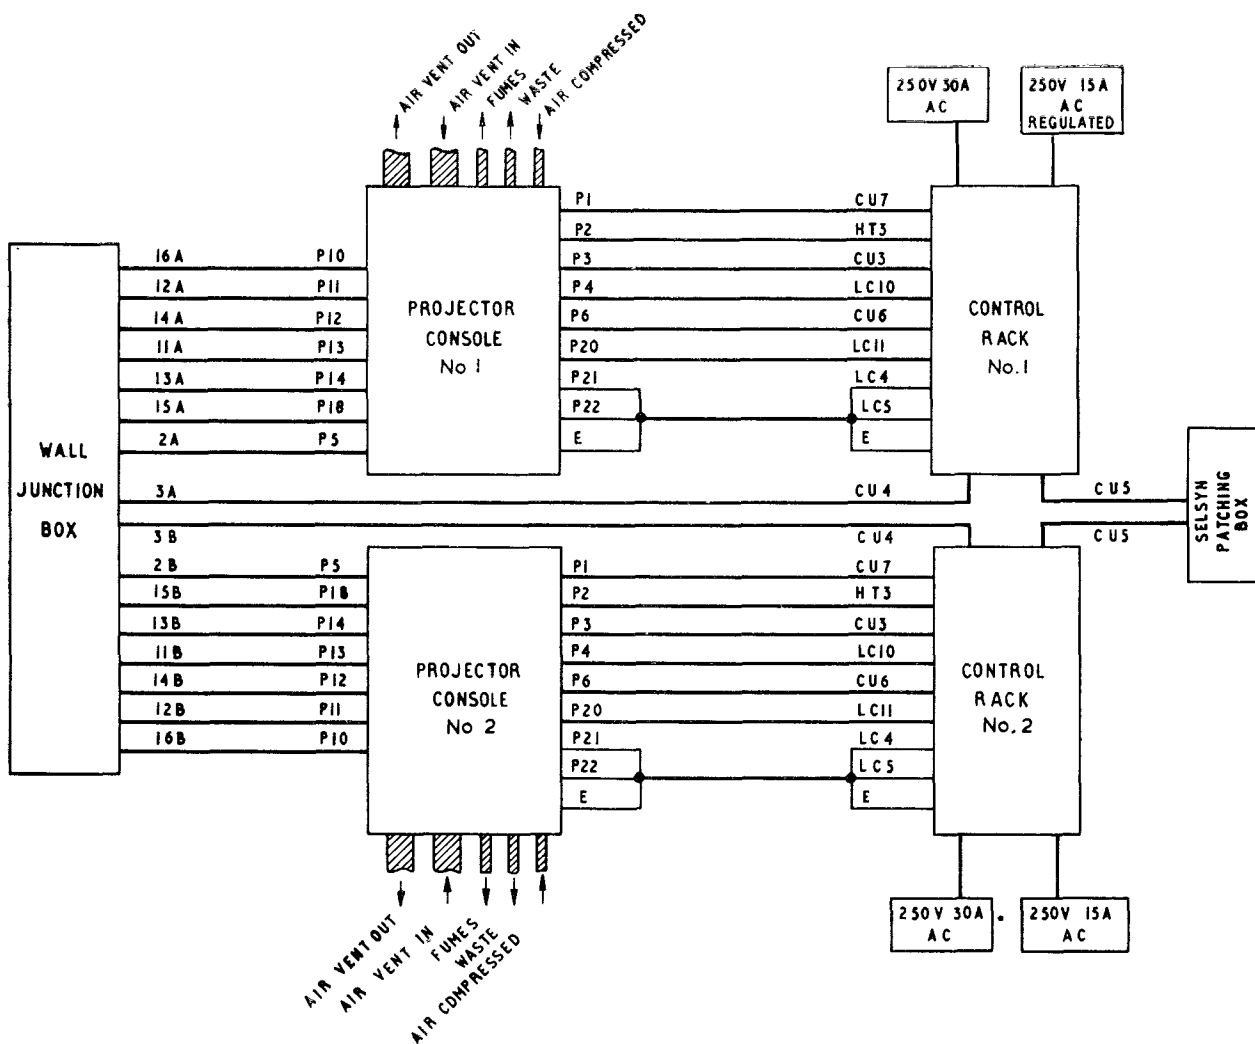 AIR VENT OUT
AIR VENT IN
FUMES
WASTE
AIR COMPRESSED
250V 30A
AC
250V 15A
AC
REGULATED
P1 CU7
P2 HT3
P3 CU3
P4 LC10
P6 CU6
P20 LC11
P21 LC4
P22 LC5
E E
16A P10
12A P11
14A P12
11A P13
13A P14
15A P18
2A P5
PROJECTOR
CONSOLE
No 1
CONTROL
RACK
No.1
WALL
JUNCTION
BOX
3A CU4
CU5
SELSYN
PATCHING
BOX
3B CU4
CU5
2B P5
15B P18
13B P14
11B P13
14B P12
12B P11
16B P10
PROJECTOR
CONSOLE
No 2
P1 CU7
P2 HT3
P3 CU3
P4 LC10
P6 CU6
P20 LC11
P21 LC4
P22 LC5
E E
CONTROL
RACK
No.2
AIR VENT OUT
AIR VENT IN
FUMES
WASTE
AIR COMPRESSED
250V 30A
AC
250V 15A
AC